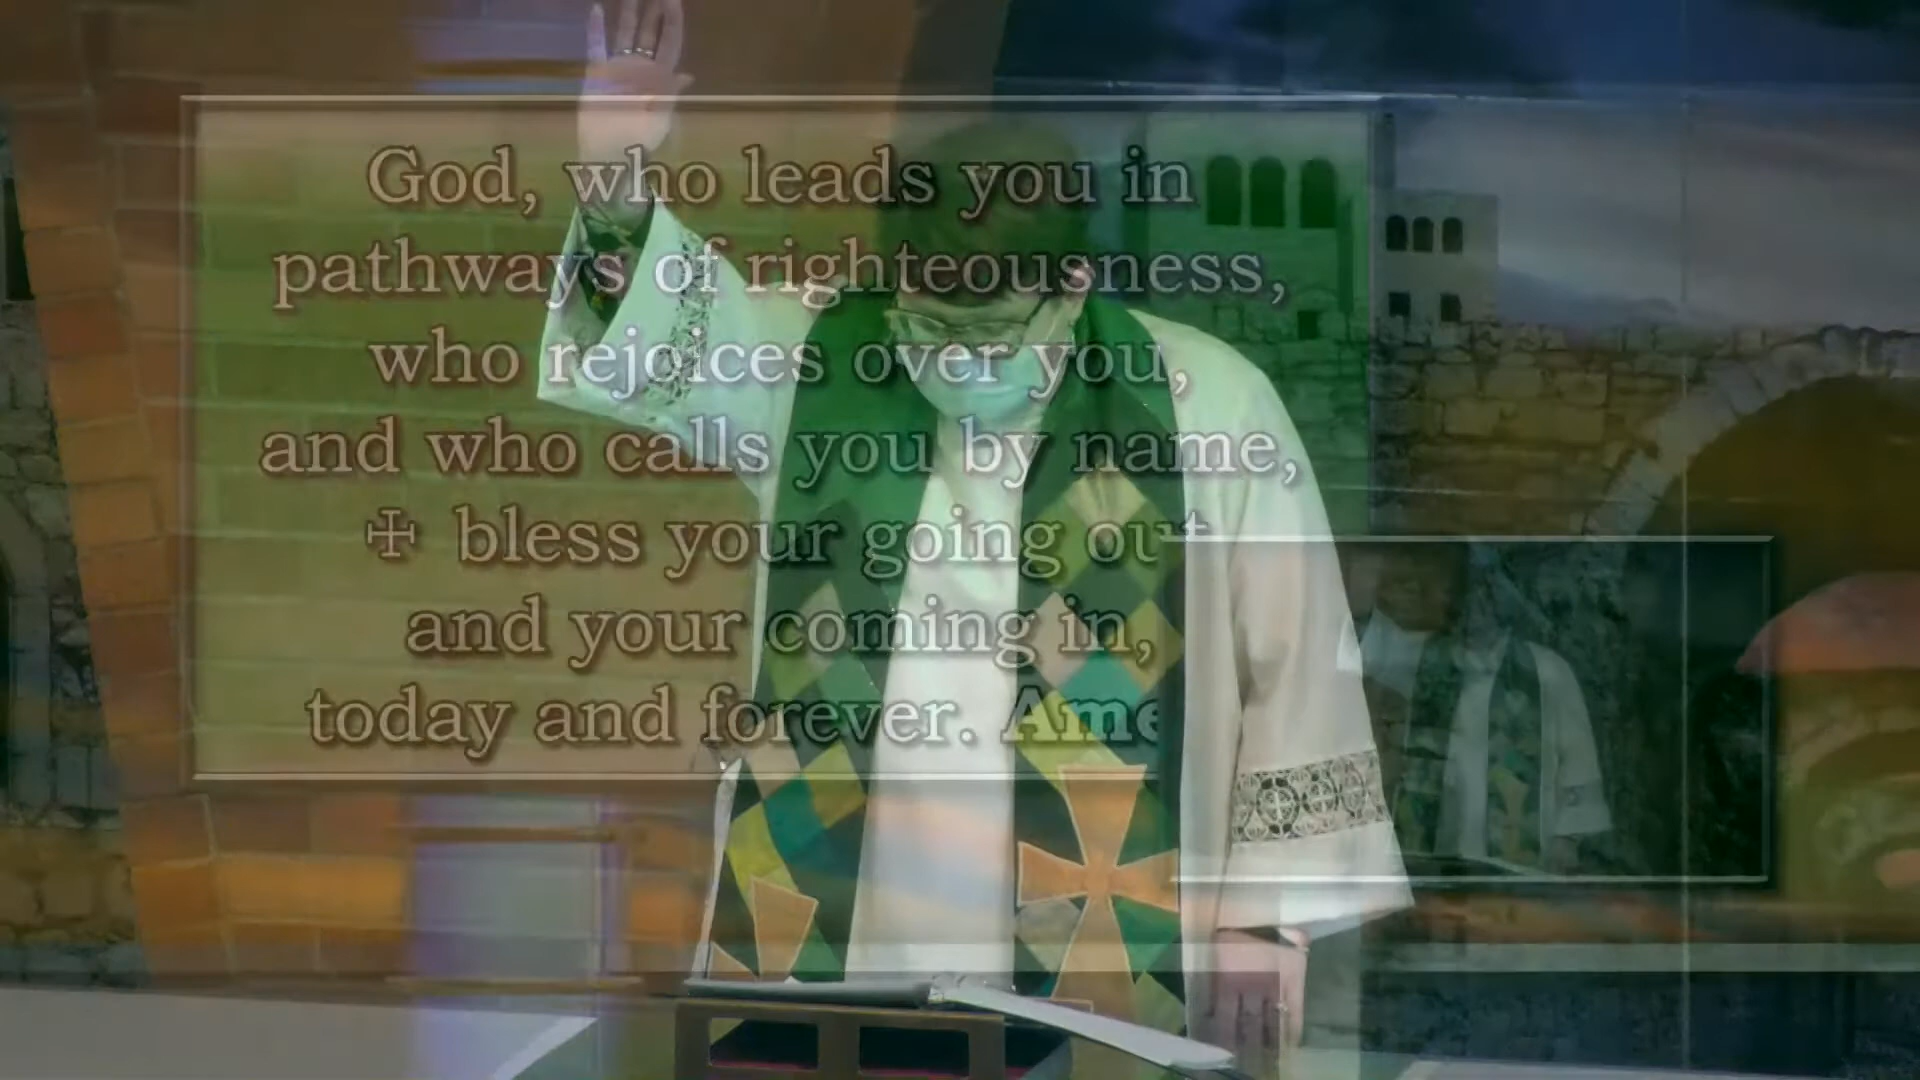 God, who leads you in
pathways of righteousness,
who rejoices over you,
and who calls you by name,
✠ bless your going out
and your coming in,
today and forever. Ame